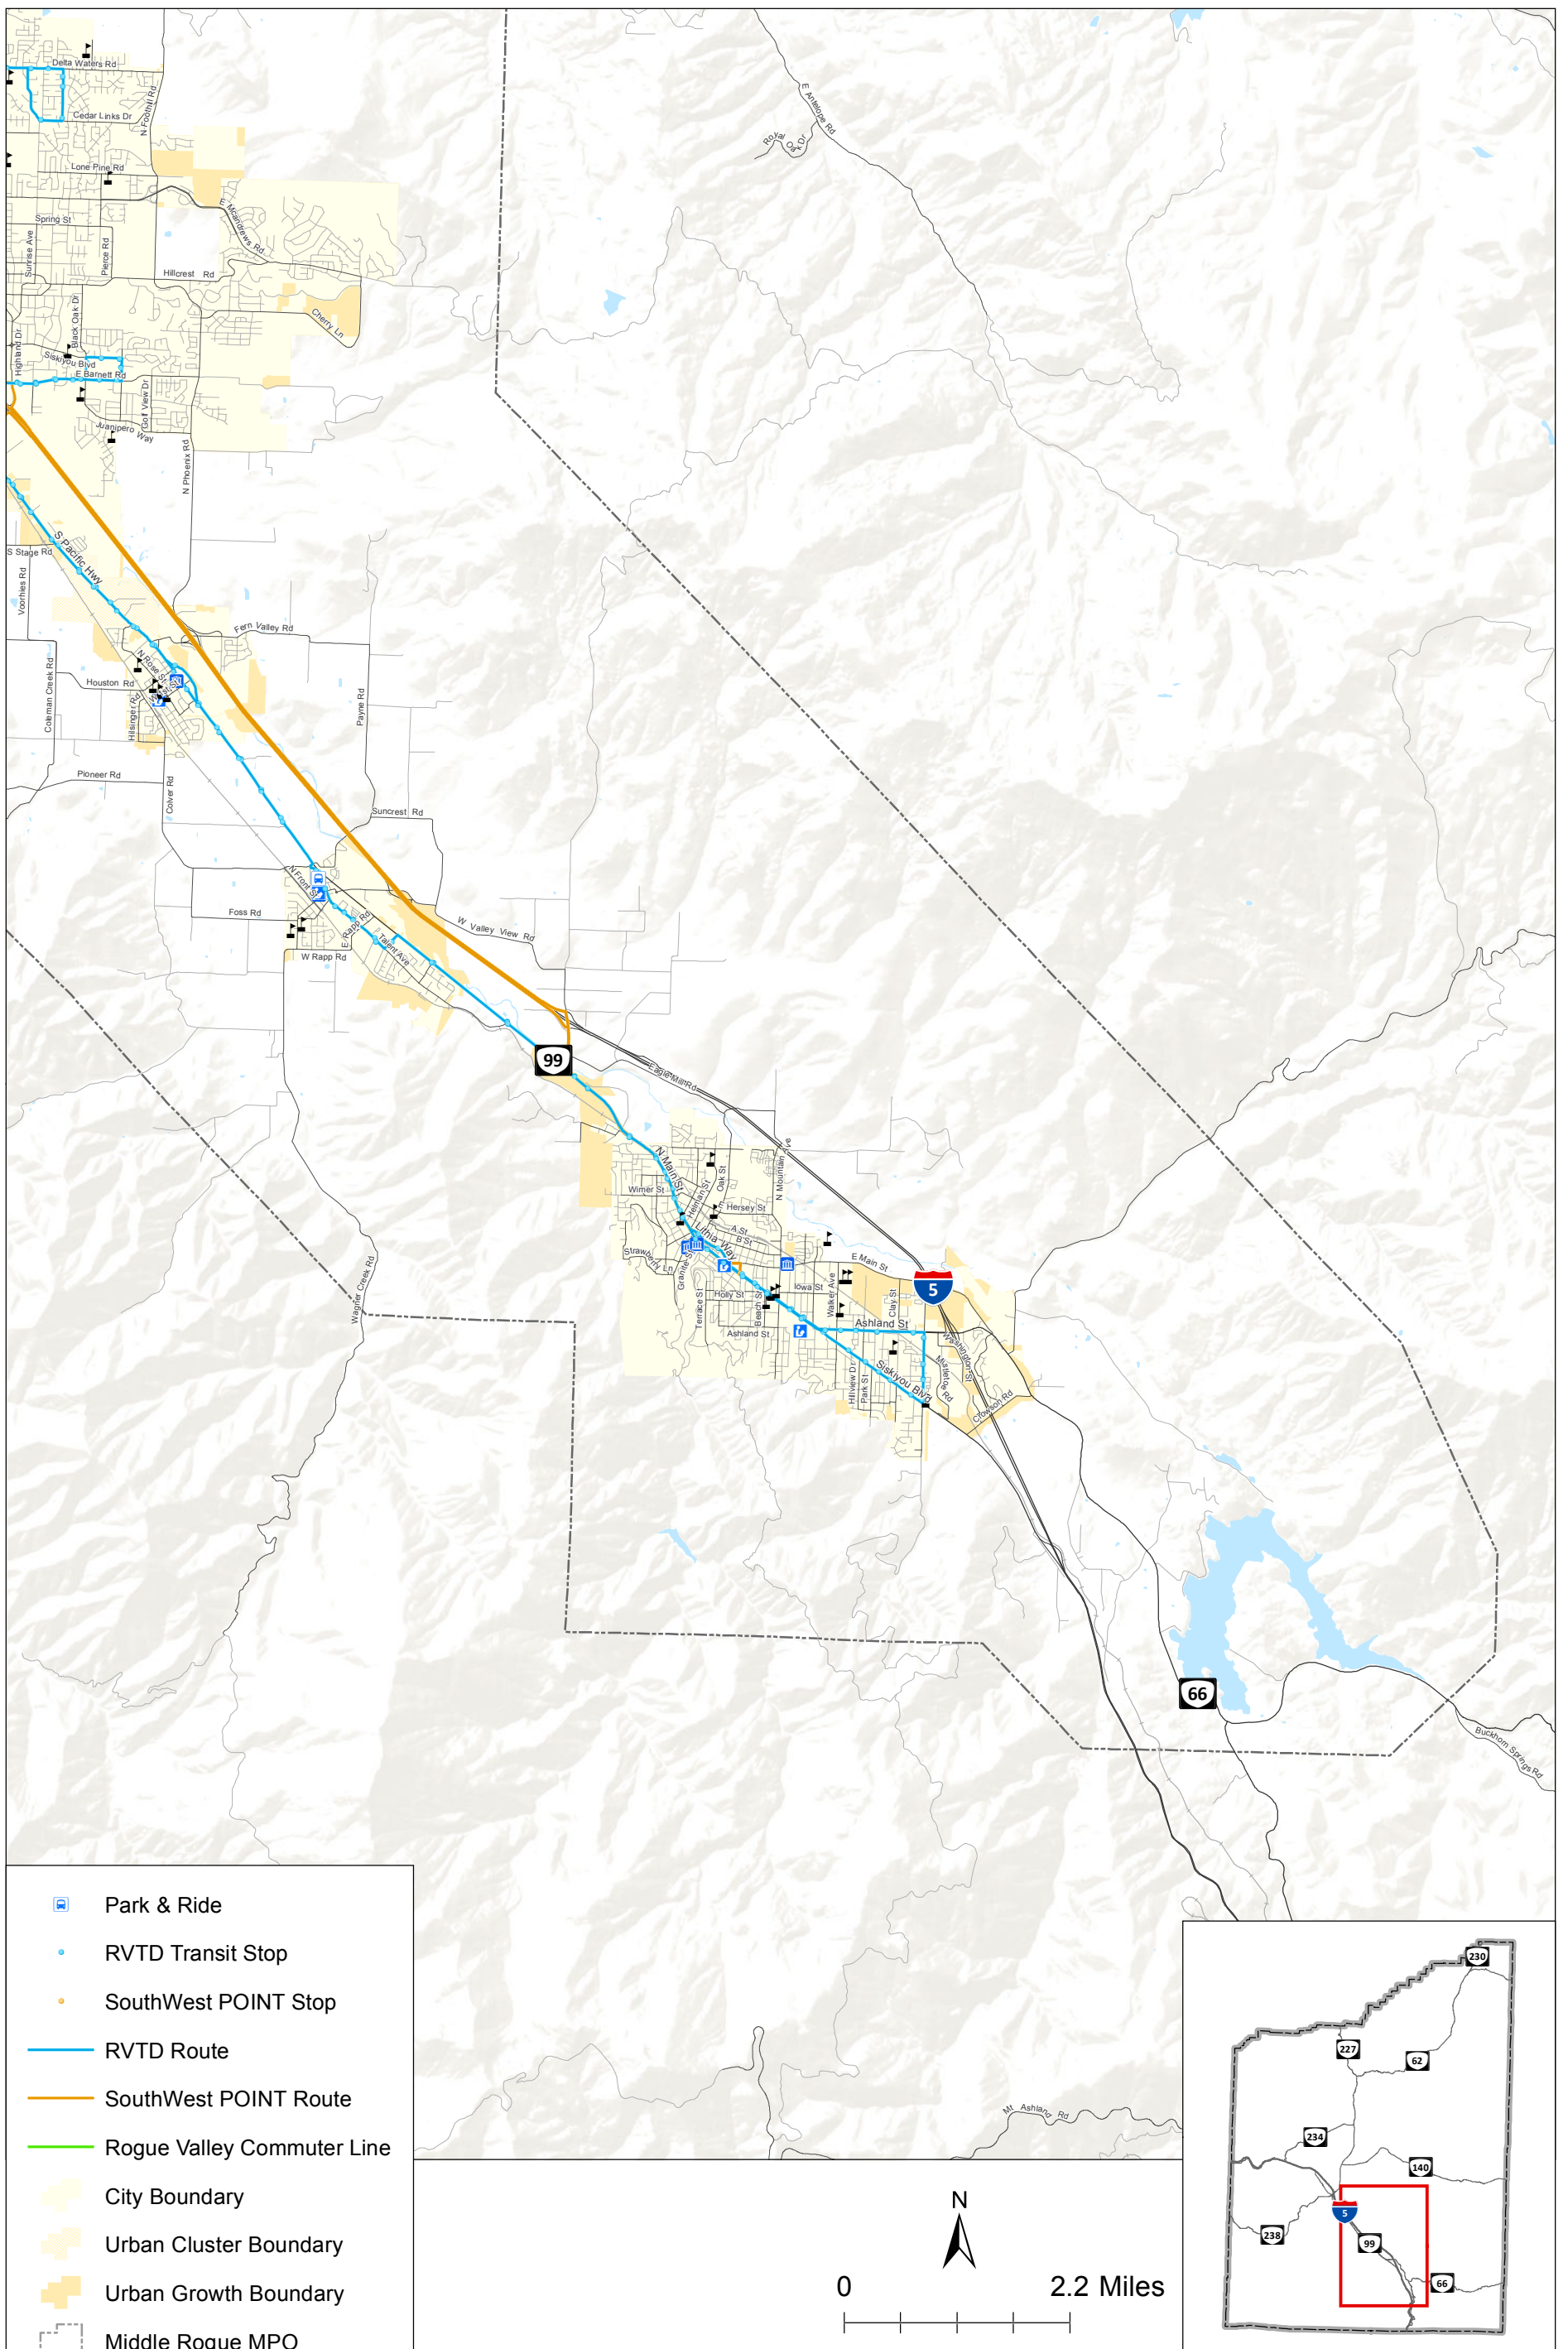 Delta Waters Rd
Cedar Links Dr
N Foothill Rd
E Antelope Rd
Royal Oak Dr
Lone Pine Rd
E Mcandrews Rd
Spring St
Sunrise Ave
Pierce Rd
Hillcrest Rd
Cherry Ln
Black Oak Dr
Highland Dr
Siskiyou Blvd
E Barnett Rd
Golf View Dr
Juanipero Way
N Phoenix Rd
S Pacific Hwy
S Stage Rd
Voorhies Rd
Fern Valley Rd
N Rose St
Houston Rd
Hilsinger Rd
Coleman Creek Rd
Payne Rd
Pioneer Rd
Colver Rd
Suncrest Rd
N Front St
Foss Rd
E Rapp Rd
Talent Ave
W Valley View Rd
W Rapp Rd
99
Eagle Mill Rd
N Main St
Oak St
N Mountain Ave
Wimer St
Helman St
E Hersey St
A St
B St
Lithia Way
Strawberry Ln
Granite St
E Main St
Wagner Creek Rd
5
Iowa St
Holly St
Walker Ave
Clay St
Terrace St
Beach St
Ashland St
Ashland St
Washington St
Siskiyou Blvd
Mistletoe Rd
Hillview Dr
Park St
Crowson Rd
66
Buckhorn Springs Rd
Mt Ashland Rd
Park & Ride
RVTD Transit Stop
SouthWest POINT Stop
RVTD Route
SouthWest POINT Route
Rogue Valley Commuter Line
City Boundary
Urban Cluster Boundary
Urban Growth Boundary
Middle Rogue MPO
N
0 2.2 Miles
230
227
62
234
140
5
238
99
66